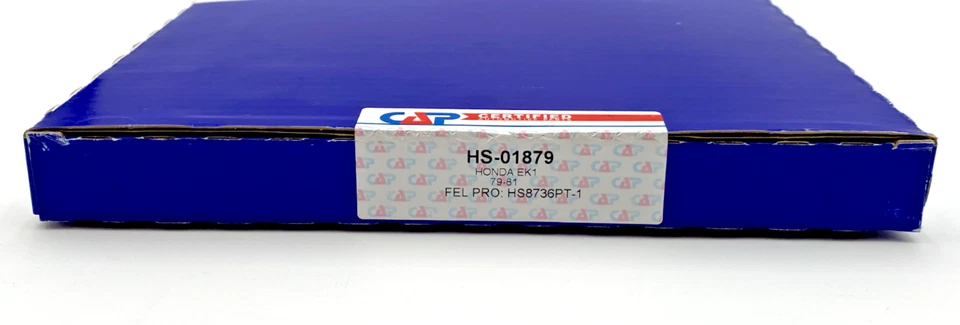 CAP CERTIFIED
HS-01879
HONDA EK1
79-81
FEL PRO: HS8736PT-1